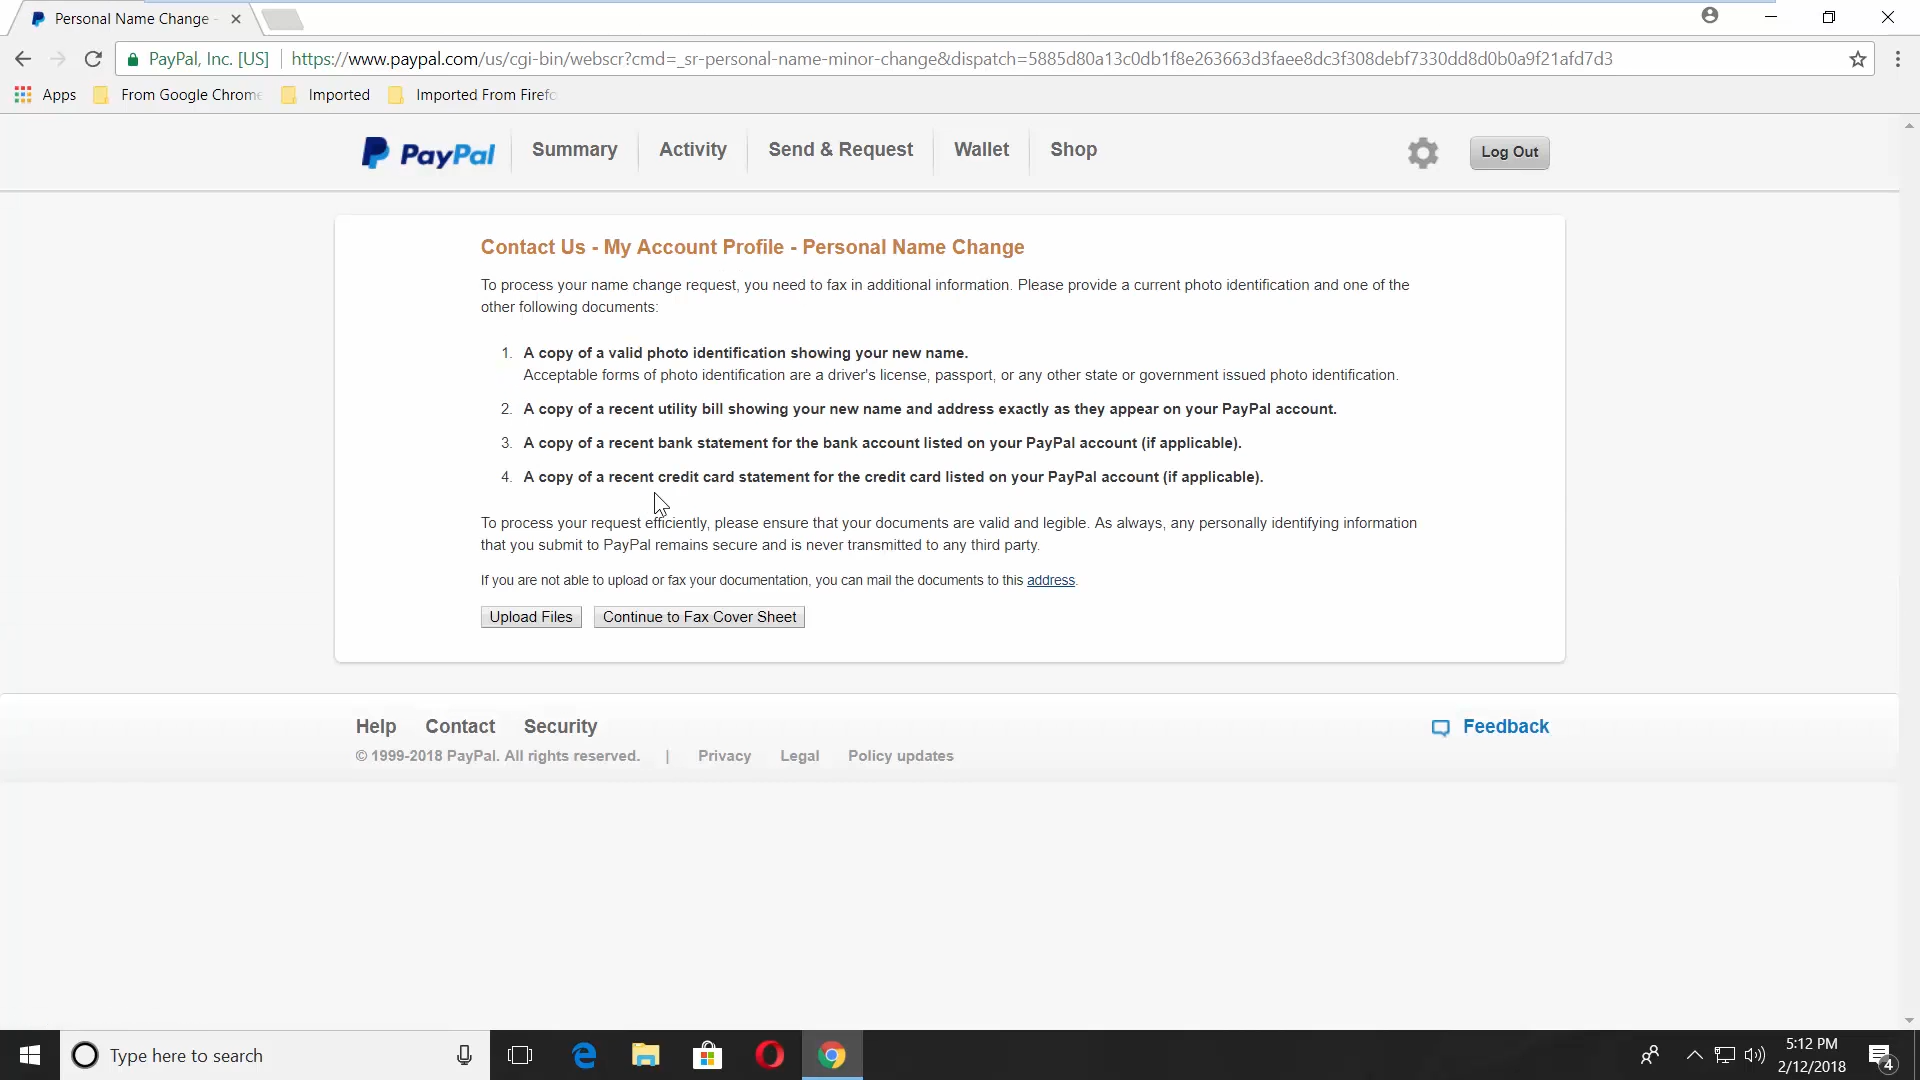 Personal Name Change -
PayPal, Inc. [US]
https://www.paypal.com/us/cgi-bin/webscr?cmd=_sr-personal-name-minor-change&dispatch=5885d80a13c0db1f8e263663d3faee8dc3f308debf7330dd8d0b0a9f21afd7d3
Apps From Google Chrome Imported Imported From Firefo
PayPal Summary Activity Send & Request Wallet Shop Log Out
Contact Us - My Account Profile - Personal Name Change
To process your name change request, you need to fax in additional information. Please provide a current photo identification and one of the
other following documents:
1. A copy of a valid photo identification showing your new name.
Acceptable forms of photo identification are a driver's license, passport, or any other state or government issued photo identification.
2. A copy of a recent utility bill showing your new name and address exactly as they appear on your PayPal account.
3. A copy of a recent bank statement for the bank account listed on your PayPal account (if applicable).
4. A copy of a recent credit card statement for the credit card listed on your PayPal account (if applicable).
To process your request efficiently, please ensure that your documents are valid and legible. As always, any personally identifying information
that you submit to PayPal remains secure and is never transmitted to any third party.
If you are not able to upload or fax your documentation, you can mail the documents to this address.
Upload Files Continue to Fax Cover Sheet
Help Contact Security Feedback
© 1999-2018 PayPal. All rights reserved. | Privacy Legal Policy updates
Type here to search
5:12 PM
2/12/2018
4